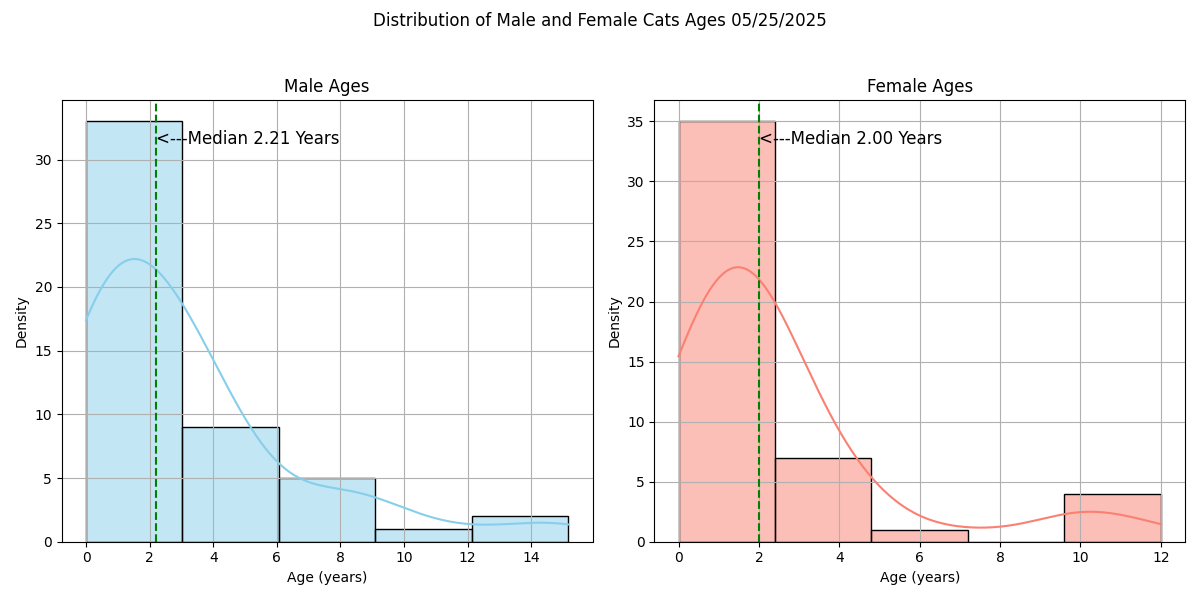 Distribution of Male and Female Cats Ages 05/25/2025
Male Ages
<---Median 2.21 Years
Density
30
25
20
15
10
5
0
0 2 4 6 8 10 12 14
Age (years)
Female Ages
<---Median 2.00 Years
Density
35
30
25
20
15
10
5
0
0 2 4 6 8 10 12
Age (years)